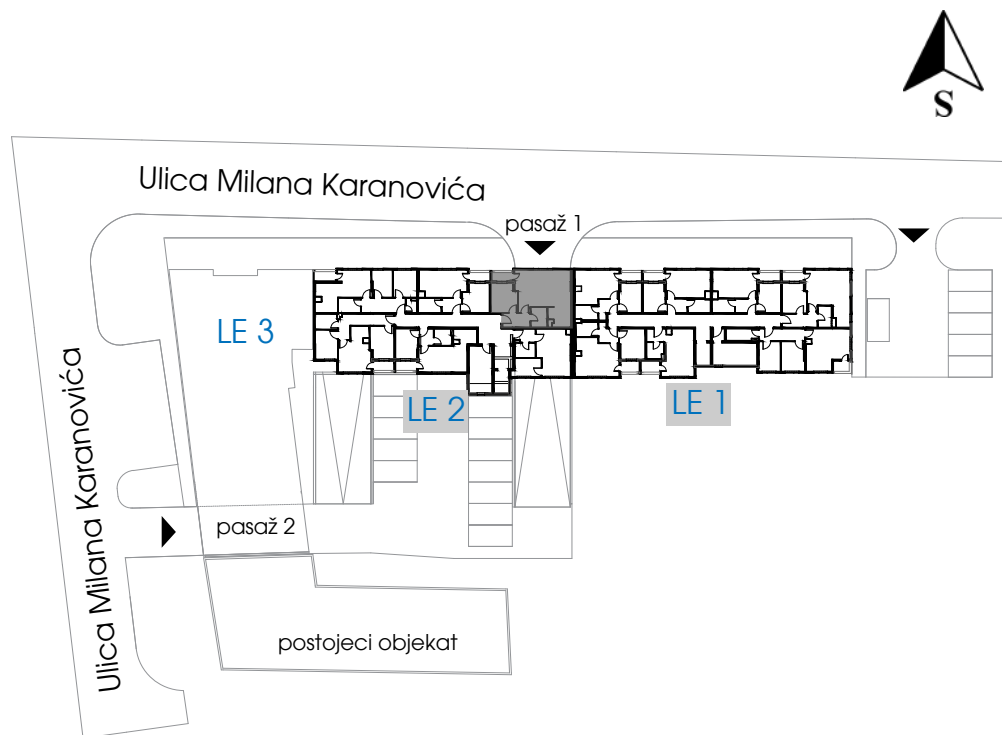 S
Ulica Milana Karanovića
pasaž 1
LE 3
LE 2
LE 1
Ulica Milana Karanovića
pasaž 2
postojeci objekat